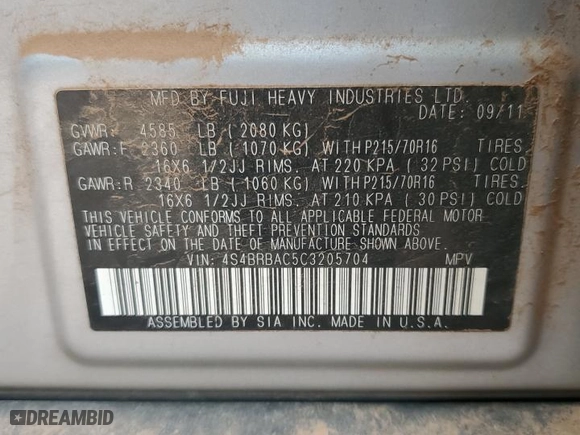 MFD BY FUJI HEAVY INDUSTRIES LTD.
DATE: 09/11
GVWR: 4585 LB (2080 KG)
GAWR:F 2360 LB (1070 KG) WITH P215/70R16 TIRES.
16X6 1/2JJ RIMS. AT 220 KPA (32 PSI) COLD
GAWR:R 2340 LB (1060 KG) WITH P215/70R16 TIRES.
16X6 1/2JJ RIMS. AT 210 KPA (30 PSI) COLD
THIS VEHICLE CONFORMS TO ALL APPLICABLE FEDERAL MOTOR
VEHICLE SAFETY AND THEFT PREVENTION STANDARDS
IN EFFECT ON THE DATE OF MANUFACTURE SHOWN ABOVE.
VIN: 4S4BRBAC5C3205704 MPV
ASSEMBLED BY SIA INC. MADE IN U.S.A.
DREAMBID